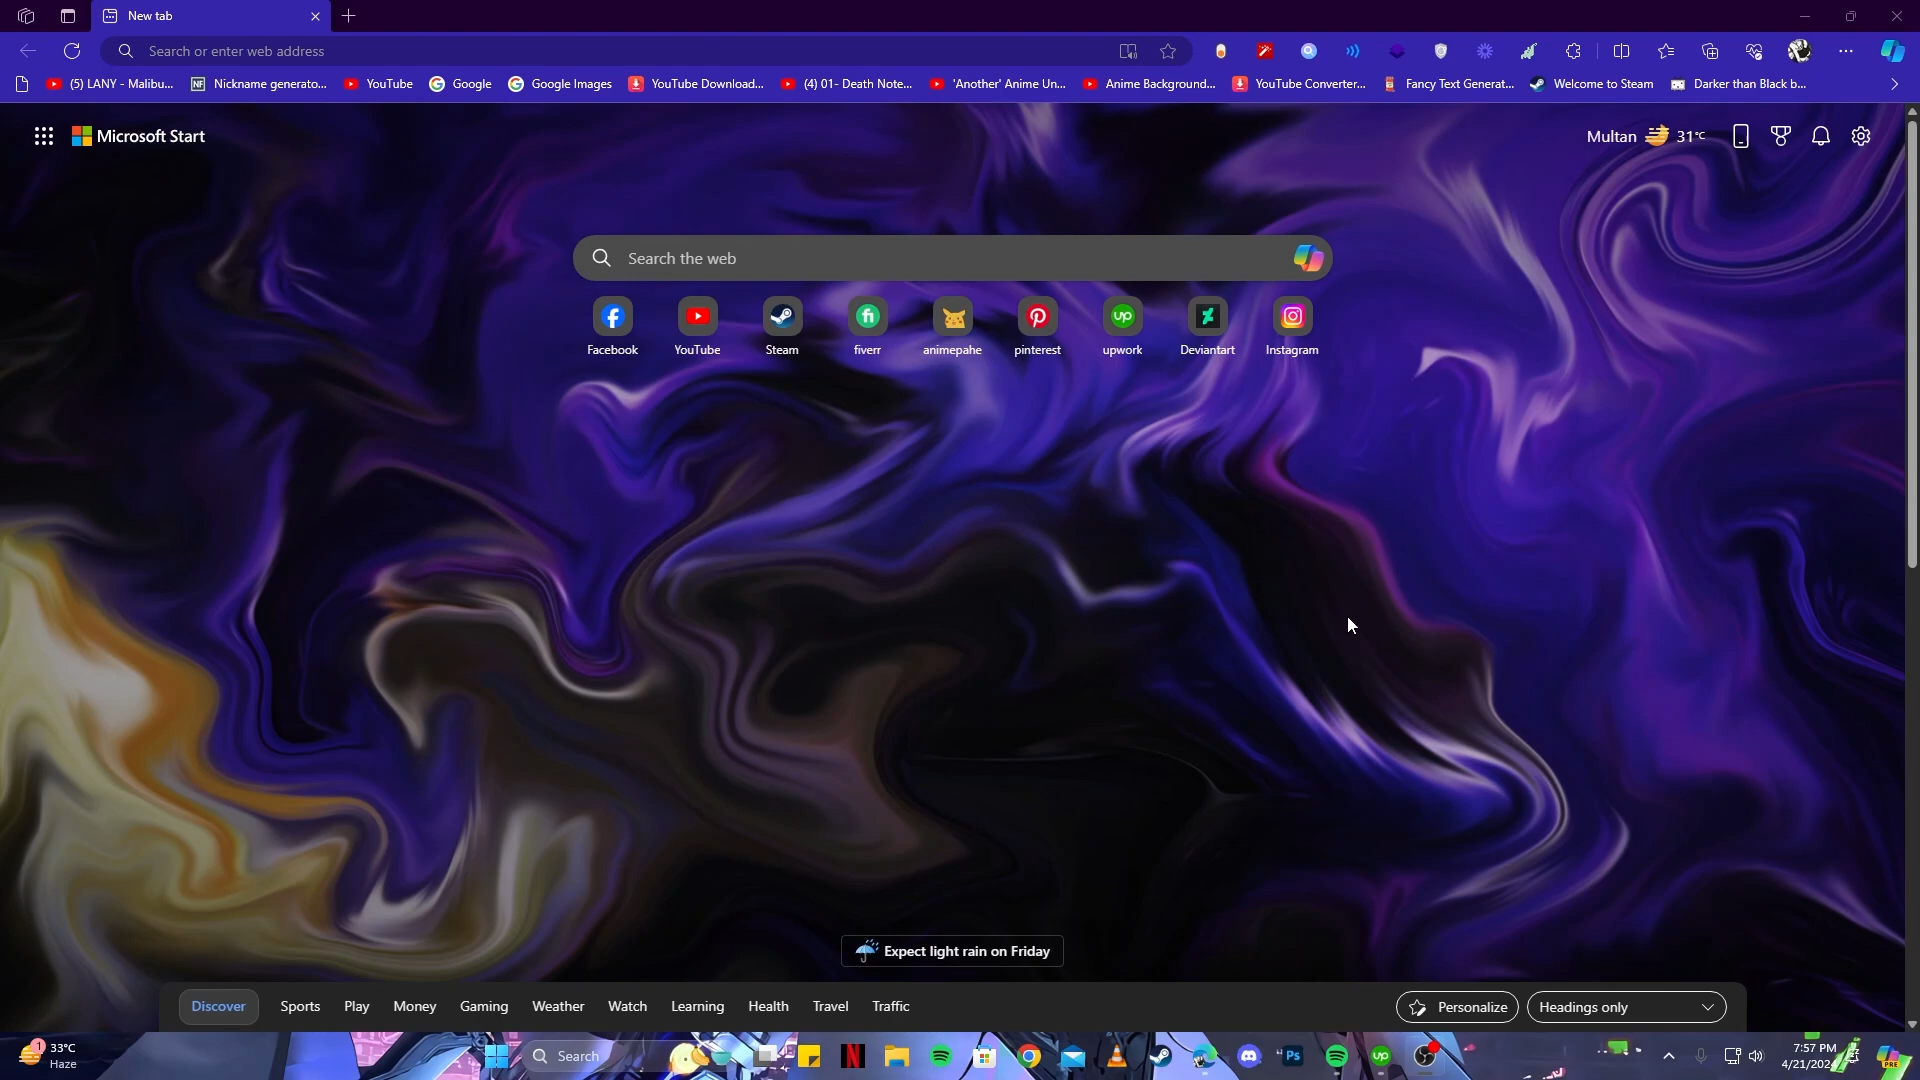 New tab
Search or enter web address
(5) LANY - Malibu...
Nickname generato...
YouTube
Google
Google Images
YouTube Download...
(4) 01- Death Note...
'Another' Anime Un...
Anime Background...
YouTube Converter...
Fancy Text Generat...
Welcome to Steam
Darker than Black b...
Microsoft Start
Multan 31°C
Search the web
Facebook
YouTube
Steam
fiverr
animepahe
pinterest
upwork
Deviantart
Instagram
Expect light rain on Friday
Discover
Sports
Play
Money
Gaming
Weather
Watch
Learning
Health
Travel
Traffic
Personalize
Headings only
1
33°C
Haze
Search
7:57 PM
PRE